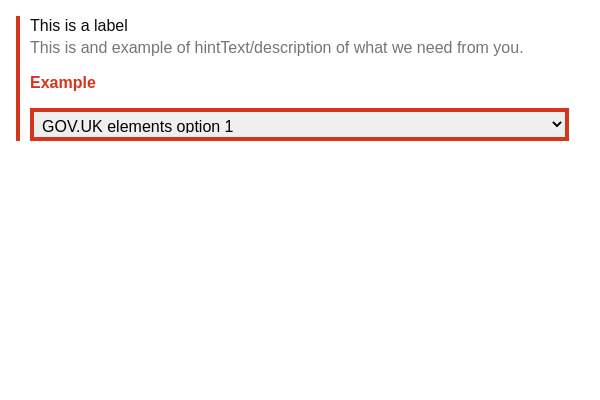 This is a label
This is and example of hintText/description of what we need from you.
Example
GOV.UK elements option 1